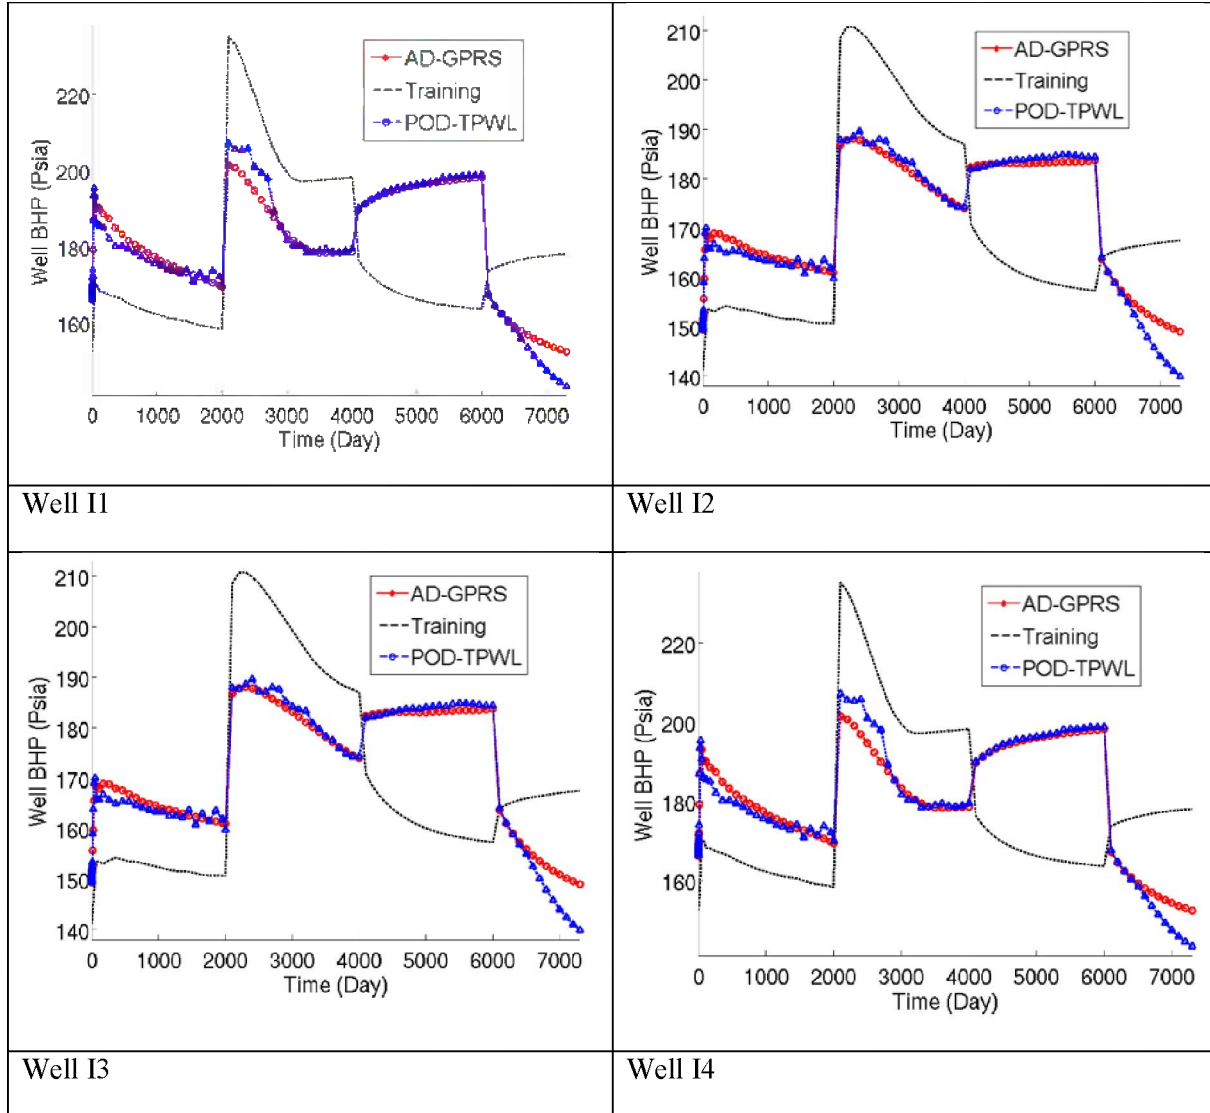 AD-GPRS
Training
POD-TPWL
220
200
180
160
Well BHP (Psia)
0 1000 2000 3000 4000 5000 6000 7000
Time (Day)
Well I1
AD-GPRS
Training
POD-TPWL
210
200
190
180
170
160
150
140
Well BHP (Psia)
0 1000 2000 3000 4000 5000 6000 7000
Time (Day)
Well I2
AD-GPRS
Training
POD-TPWL
210
200
190
180
170
160
150
140
Well BHP (Psia)
0 1000 2000 3000 4000 5000 6000 7000
Time (Day)
Well I3
AD-GPRS
Training
POD-TPWL
220
200
180
160
Well BHP (Psia)
0 1000 2000 3000 4000 5000 6000 7000
Time (Day)
Well I4